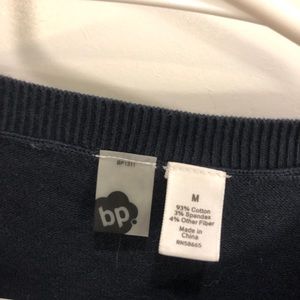 BP1311
bp.
M
93% Cotton
3% Spandex
4% Other Fiber
Made in
China
RN58665